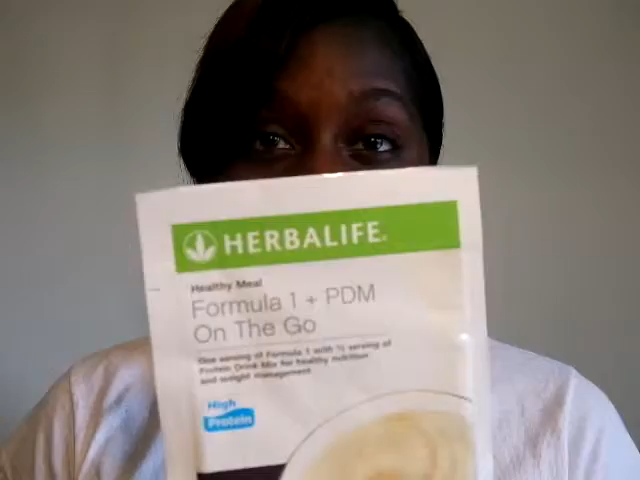 HERBALIFE
Healthy Meal
Formula 1 + PDM
On The Go
One serving of Formula 1 with ½ serving of
Protein Drink Mix for healthy nutrition
and weight management
High
Protein